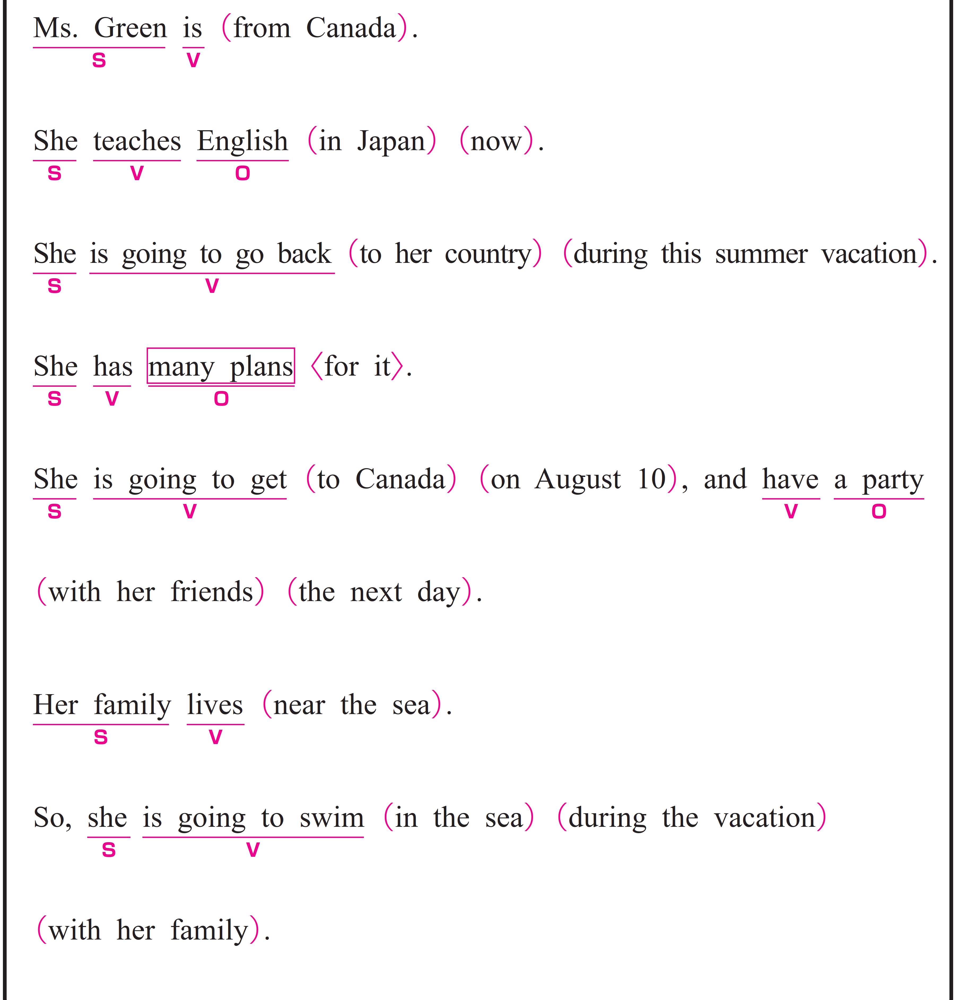 Ms. Green is (from Canada).
S V
She teaches English (in Japan) (now).
S V O
She is going to go back (to her country) (during this summer vacation).
S V
She has many plans 〈for it〉.
S V O
She is going to get (to Canada) (on August 10), and have a party
S V V O
(with her friends) (the next day).
Her family lives (near the sea).
S V
So, she is going to swim (in the sea) (during the vacation)
S V
(with her family).